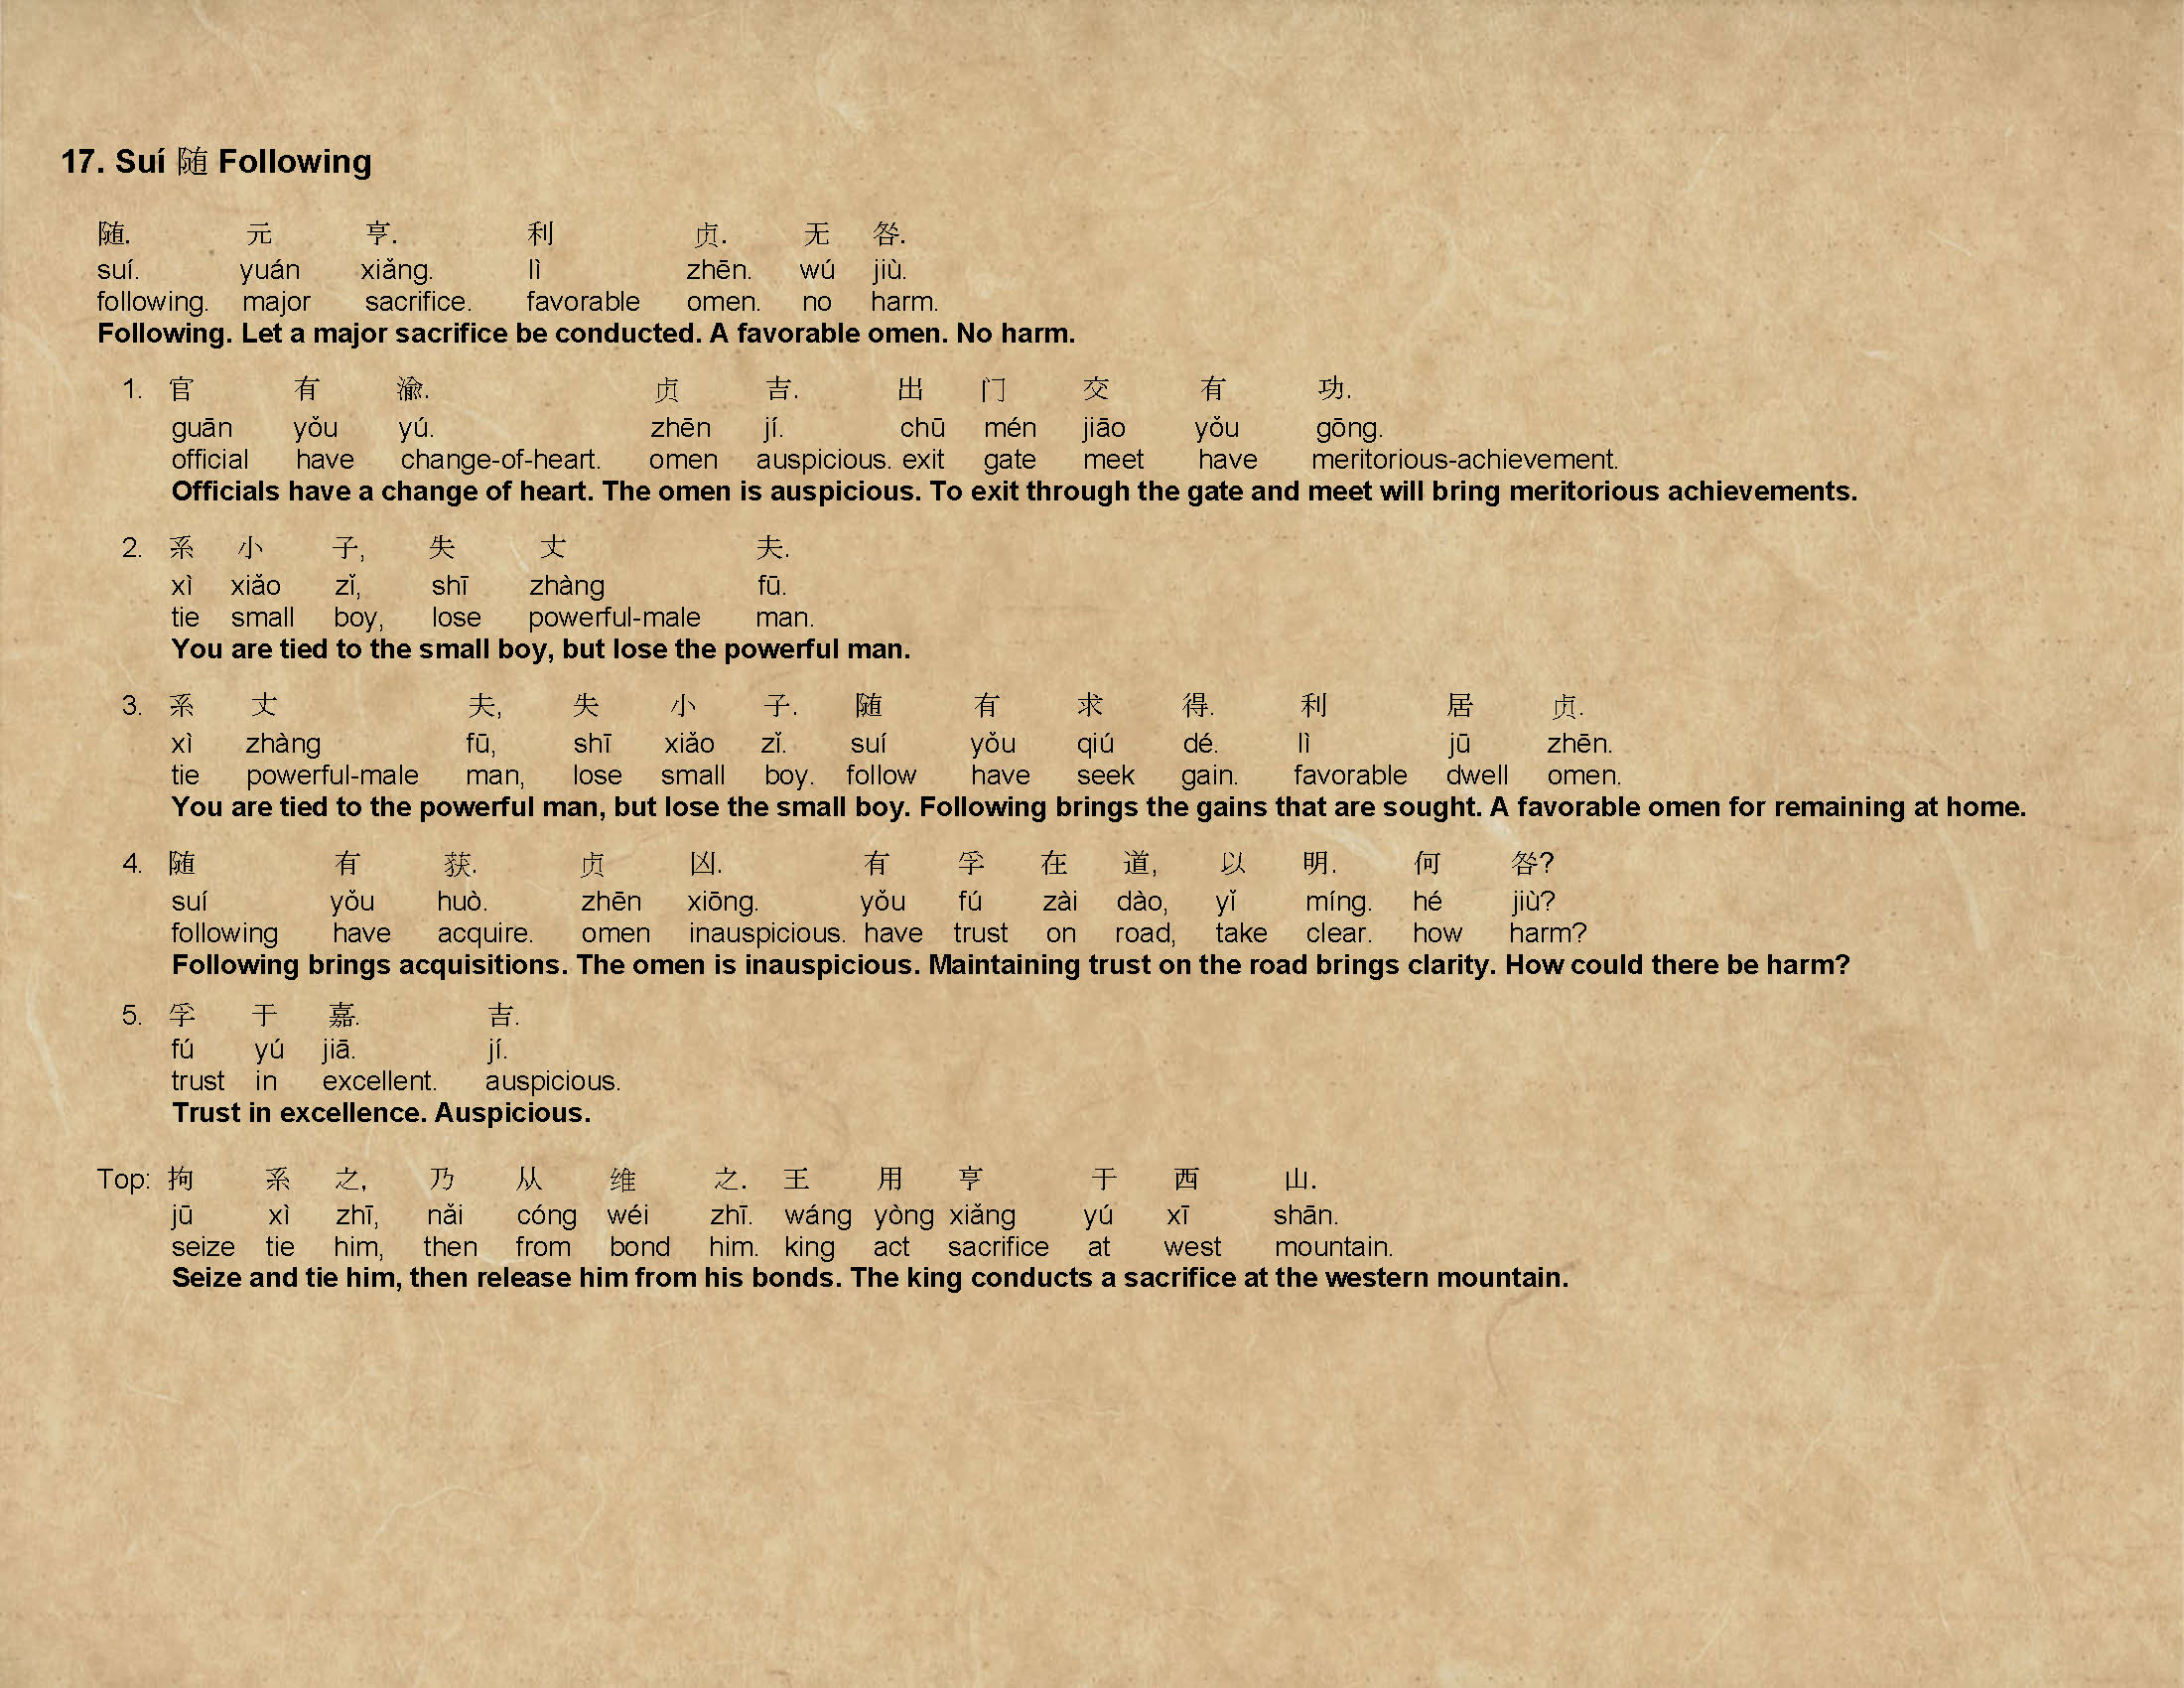 17. Suí 随 Following
随. 元 亨. 利 贞. 无 咎.
suí. yuán xiǎng. lì zhēn. wú jiù.
following. major sacrifice. favorable omen. no harm.
Following. Let a major sacrifice be conducted. A favorable omen. No harm.
1. 官 有 渝. 贞 吉. 出 门 交 有 功.
guān yǒu yú. zhēn jí. chū mén jiāo yǒu gōng.
official have change-of-heart. omen auspicious. exit gate meet have meritorious-achievement.
Officials have a change of heart. The omen is auspicious. To exit through the gate and meet will bring meritorious achievements.
2. 系 小 子, 失 丈 夫.
xì xiǎo zǐ, shī zhàng fū.
tie small boy, lose powerful-male man.
You are tied to the small boy, but lose the powerful man.
3. 系 丈 夫, 失 小 子. 随 有 求 得. 利 居 贞.
xì zhàng fū, shī xiǎo zǐ. suí yǒu qiú dé. lì jū zhēn.
tie powerful-male man, lose small boy. follow have seek gain. favorable dwell omen.
You are tied to the powerful man, but lose the small boy. Following brings the gains that are sought. A favorable omen for remaining at home.
4. 随 有 获. 贞 凶. 有 孚 在 道, 以 明. 何 咎?
suí yǒu huò. zhēn xiōng. yǒu fú zài dào, yǐ míng. hé jiù?
following have acquire. omen inauspicious. have trust on road, take clear. how harm?
Following brings acquisitions. The omen is inauspicious. Maintaining trust on the road brings clarity. How could there be harm?
5. 孚 于 嘉. 吉.
fú yú jiā. jí.
trust in excellent. auspicious.
Trust in excellence. Auspicious.
Top: 拘 系 之, 乃 从 维 之. 王 用 亨 于 西 山.
jū xì zhī, nǎi cóng wéi zhī. wáng yòng xiǎng yú xī shān.
seize tie him, then from bond him. king act sacrifice at west mountain.
Seize and tie him, then release him from his bonds. The king conducts a sacrifice at the western mountain.